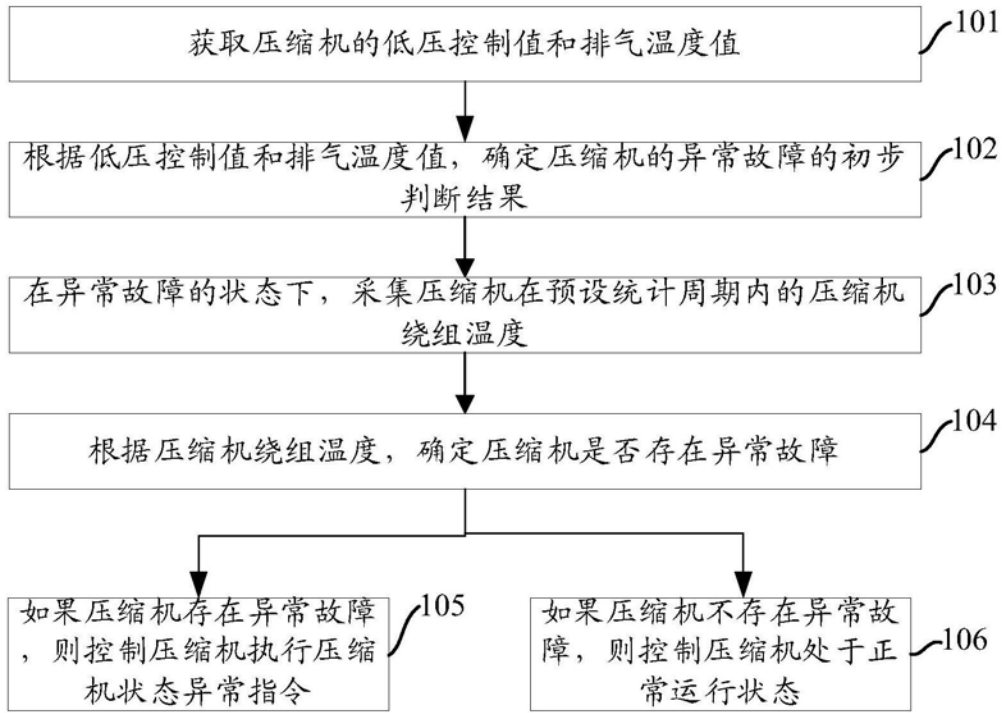 获取压缩机的低压控制值和排气温度值
101
根据低压控制值和排气温度值，确定压缩机的异常故障的初步
判断结果
102
在异常故障的状态下，采集压缩机在预设统计周期内的压缩机
绕组温度
103
根据压缩机绕组温度，确定压缩机是否存在异常故障
104
如果压缩机存在异常故障
，则控制压缩机执行压缩
机状态异常指令
105
如果压缩机不存在异常故
障，则控制压缩机处于正
常运行状态
106